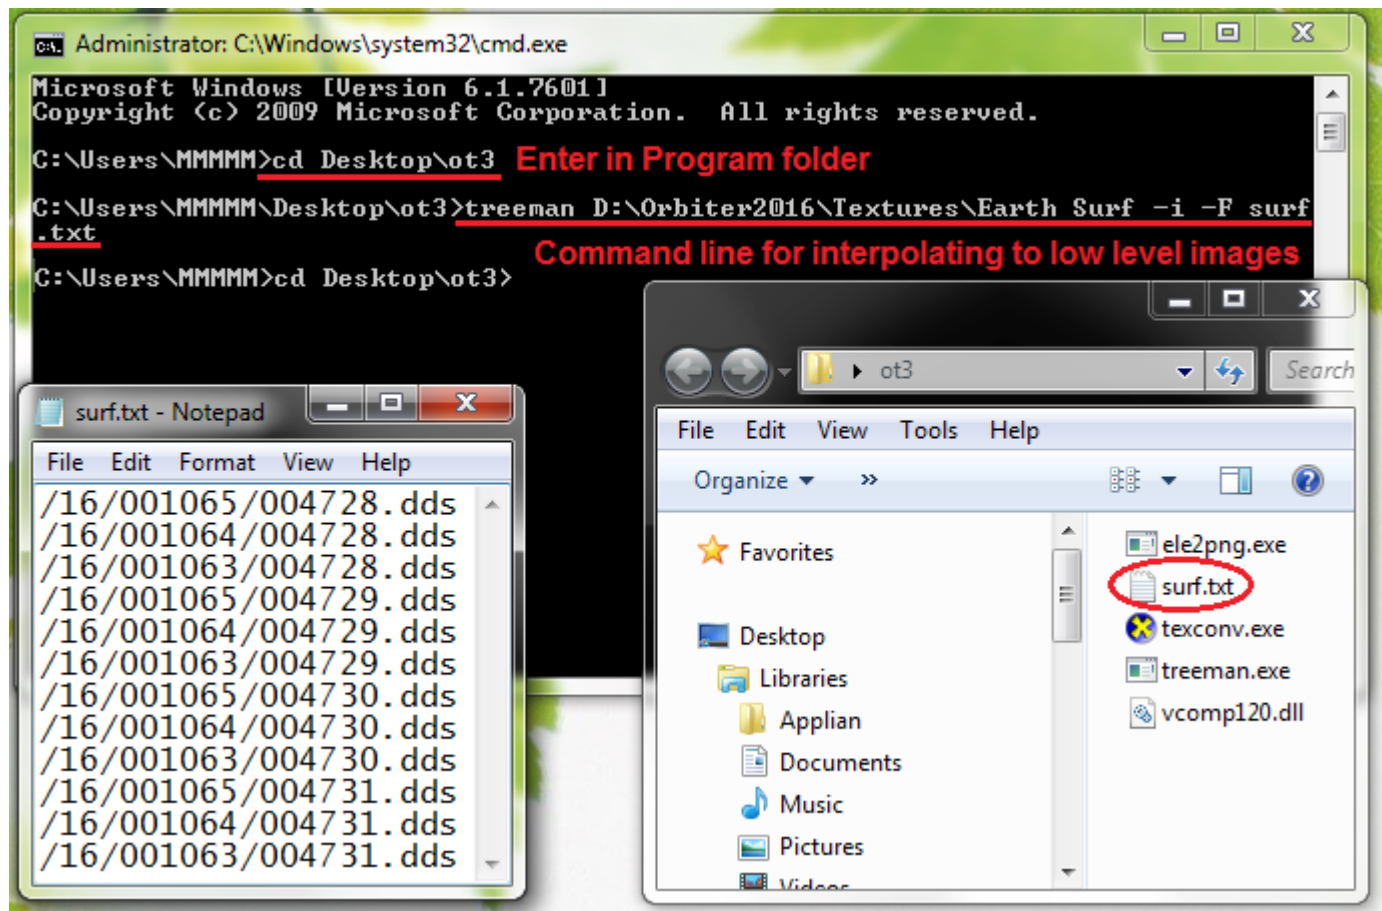 Administrator: C:\Windows\system32\cmd.exe
Microsoft Windows [Version 6.1.7601]
Copyright (c) 2009 Microsoft Corporation.  All rights reserved.
C:\Users\MMMMM>cd Desktop\ot3 Enter in Program folder
C:\Users\MMMMM\Desktop\ot3>treeman D:\Orbiter2016\Textures\Earth Surf -i -F surf
.txt
Command line for interpolating to low level images
C:\Users\MMMMM>cd Desktop\ot3>
surf.txt - Notepad
File Edit Format View Help
/16/001065/004728.dds
/16/001064/004728.dds
/16/001063/004728.dds
/16/001065/004729.dds
/16/001064/004729.dds
/16/001063/004729.dds
/16/001065/004730.dds
/16/001064/004730.dds
/16/001063/004730.dds
/16/001065/004731.dds
/16/001064/004731.dds
/16/001063/004731.dds
ot3
Search
File Edit View Tools Help
Organize »
Favorites
Desktop
Libraries
Applian
Documents
Music
Pictures
Videos
ele2png.exe
surf.txt
texconv.exe
treeman.exe
vcomp120.dll